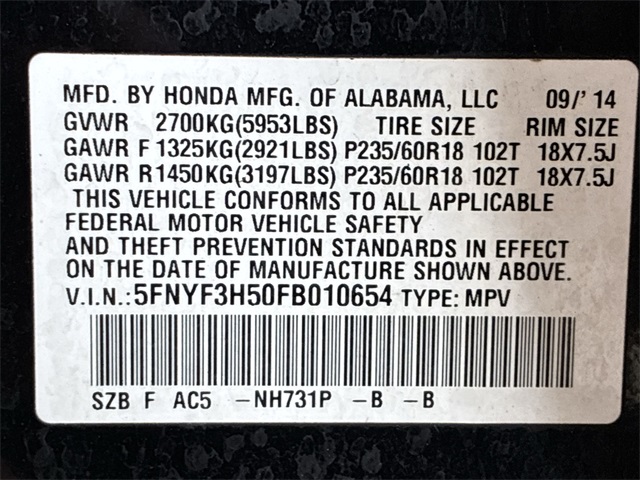 MFD. BY HONDA MFG. OF ALABAMA, LLC 09/' 14
GVWR 2700KG(5953LBS) TIRE SIZE RIM SIZE
GAWR F 1325KG(2921LBS) P235/60R18 102T 18X7.5J
GAWR R1450KG(3197LBS) P235/60R18 102T 18X7.5J
THIS VEHICLE CONFORMS TO ALL APPLICABLE
FEDERAL MOTOR VEHICLE SAFETY
AND THEFT PREVENTION STANDARDS IN EFFECT
ON THE DATE OF MANUFACTURE SHOWN ABOVE.
V.I.N.:5FNYF3H50FB010654 TYPE: MPV
SZB F AC5 -NH731P -B -B